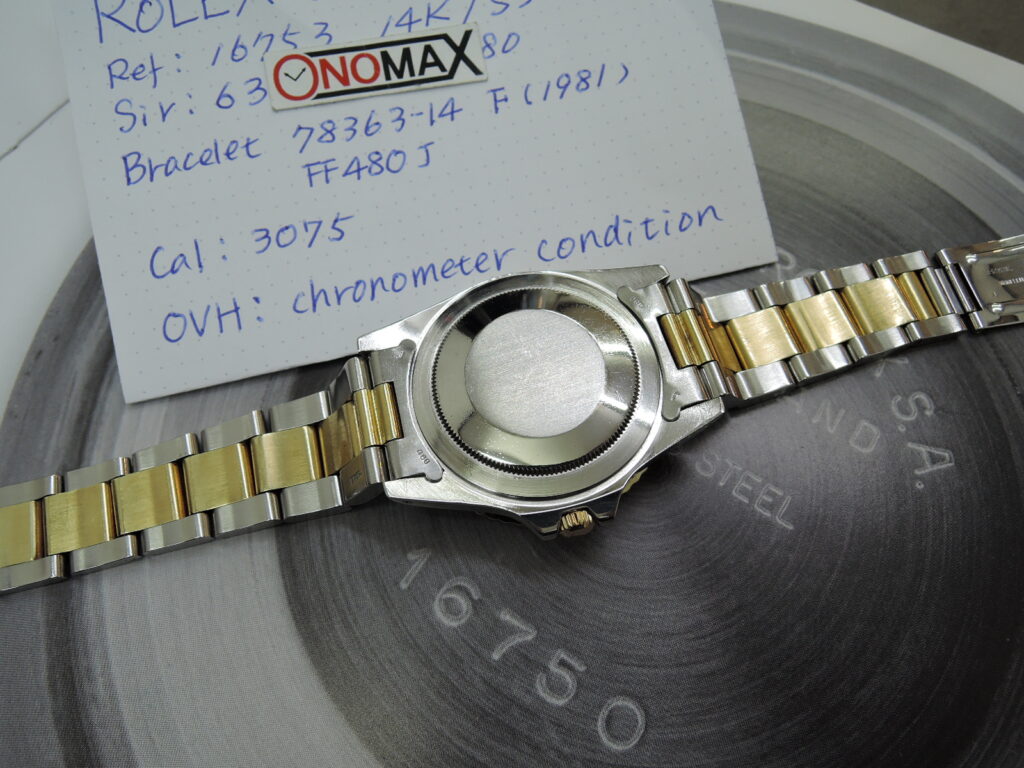 ROLEX
Ref: 16753 14K/SS
ONOMAX
Sir: 63 80
Bracelet 78363-14 F(1981)
FF480J
Cal: 3075
OVH: chronometer condition
S.A.
STEEL
16750